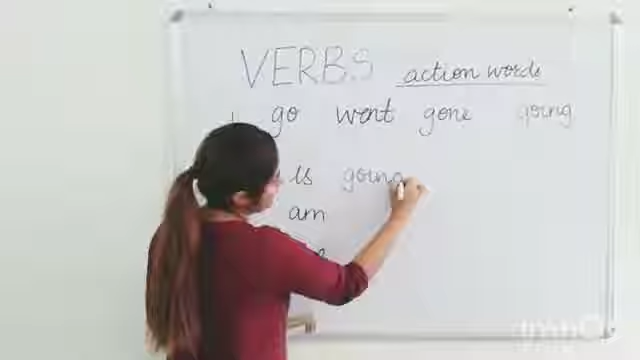 VERBS action words
go went gone going
is going
am